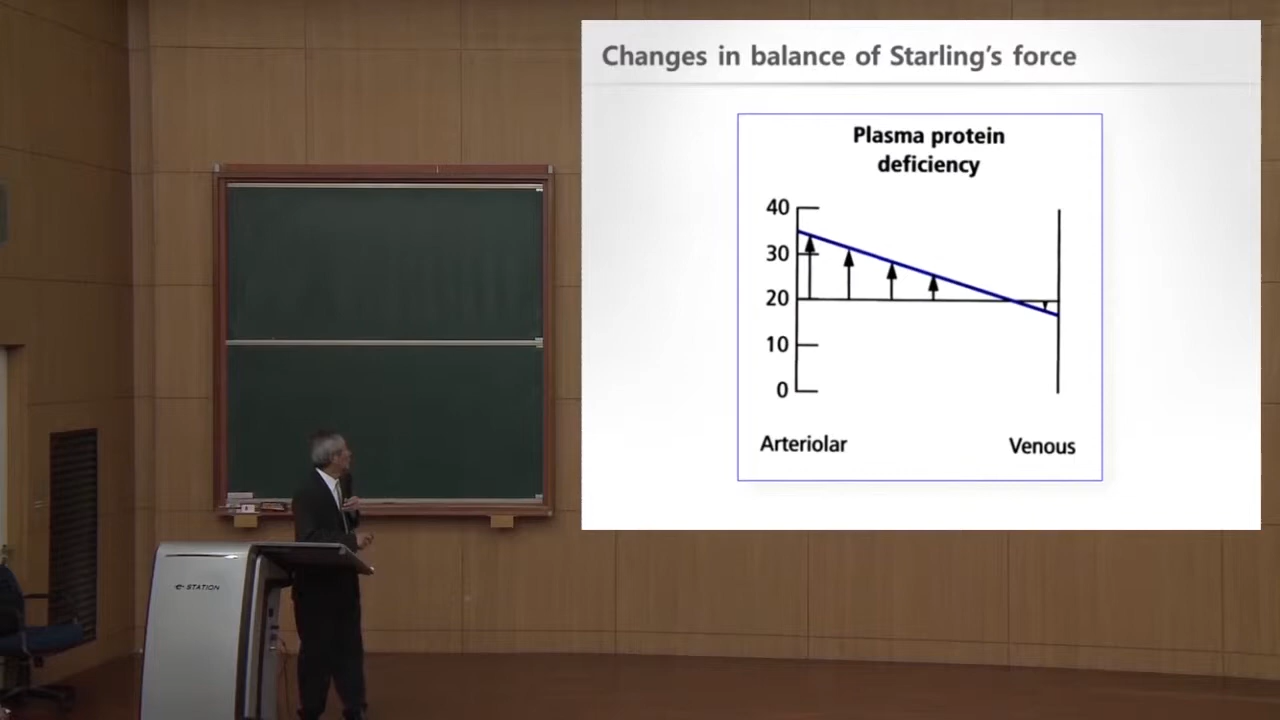 Changes in balance of Starling's force
Plasma protein
deficiency
40
30
20
10
0
Arteriolar
Venous
e-STATION